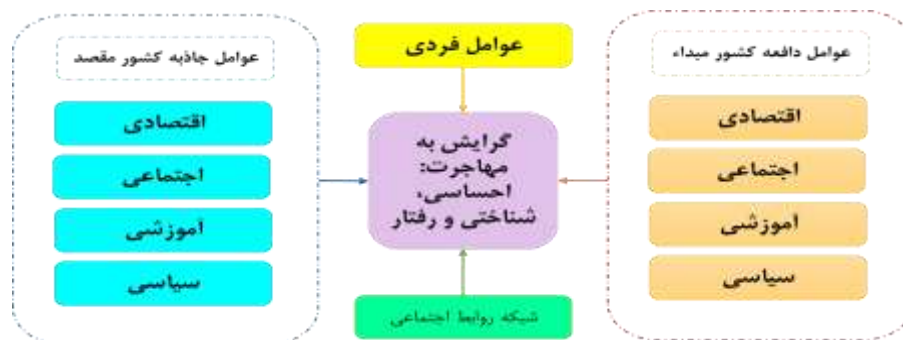 عوامل دافعه کشور مبداء
اقتصادی
اجتماعی
آموزشی
سیاسی
عوامل فردی
گرایش به
مهاجرت:
احساسی،
شناختی و رفتار
شبکه روابط اجتماعی
عوامل جاذبه کشور مقصد
اقتصادی
اجتماعی
آموزشی
سیاسی